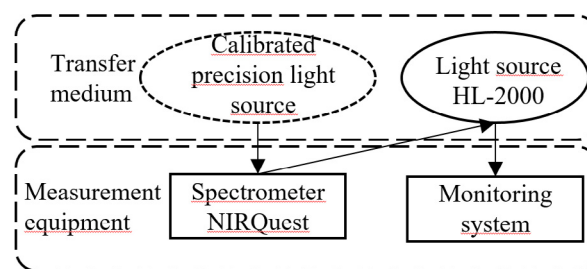 Transfer
medium
Calibrated
precision light
source
Light source
HL-2000
Measurement
equipment
Spectrometer
NIRQuest
Monitoring
system